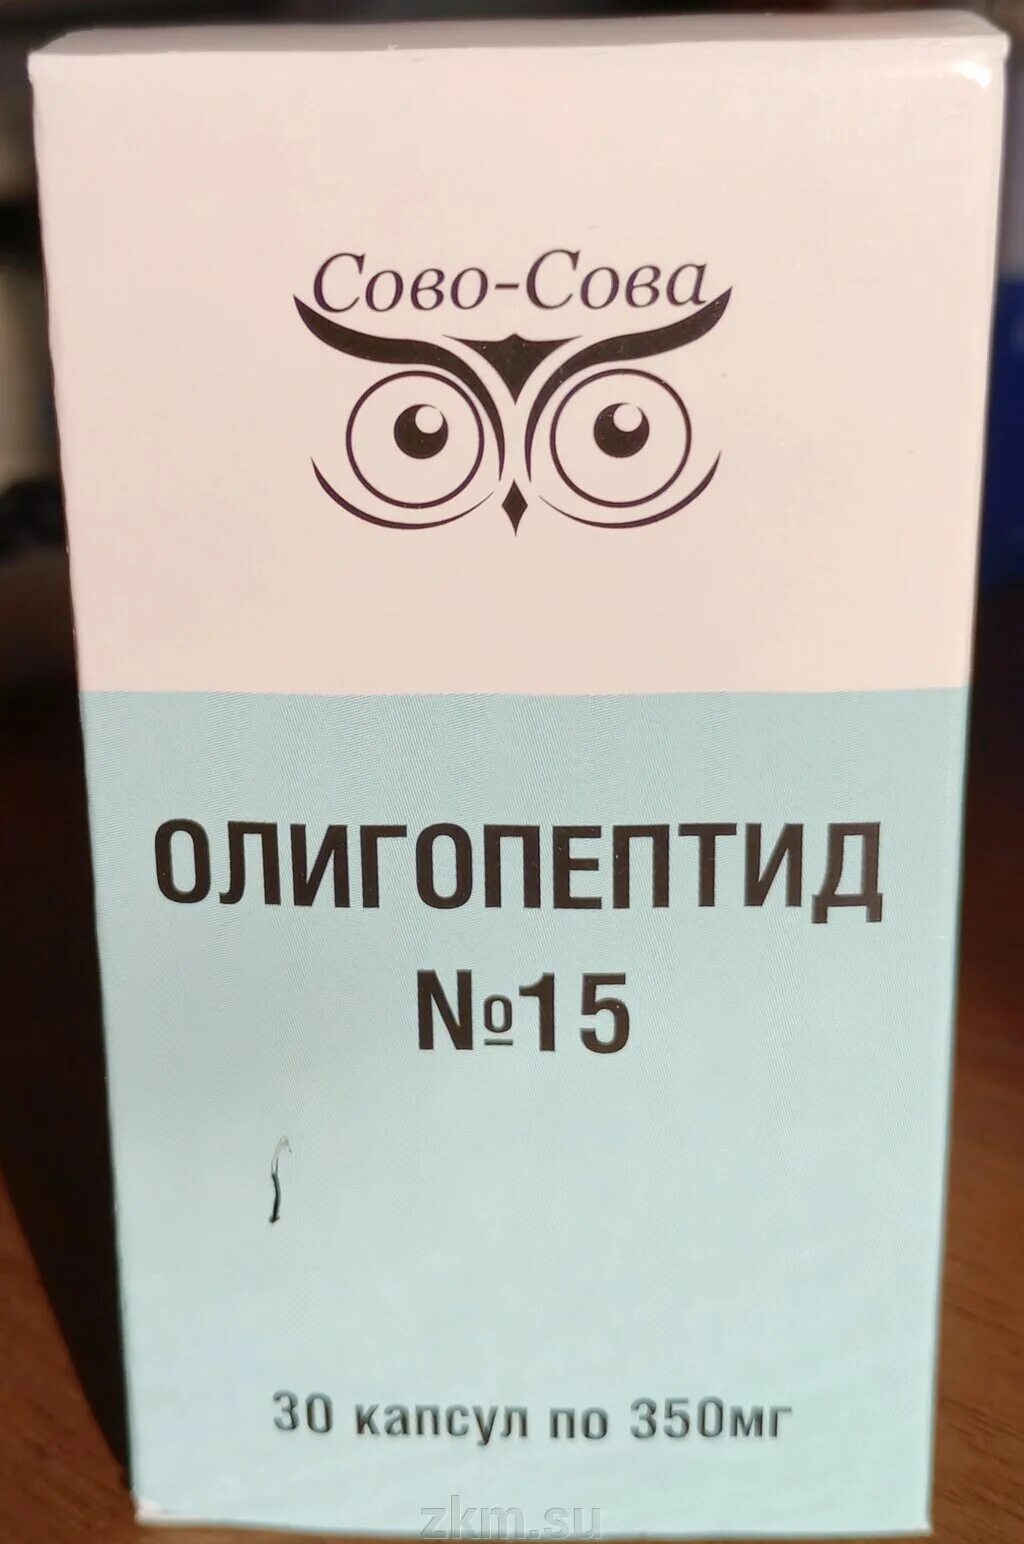 Сово-Сова
ОЛИГОПЕПТИД
№15
30 капсул по 350мг
zkm.su